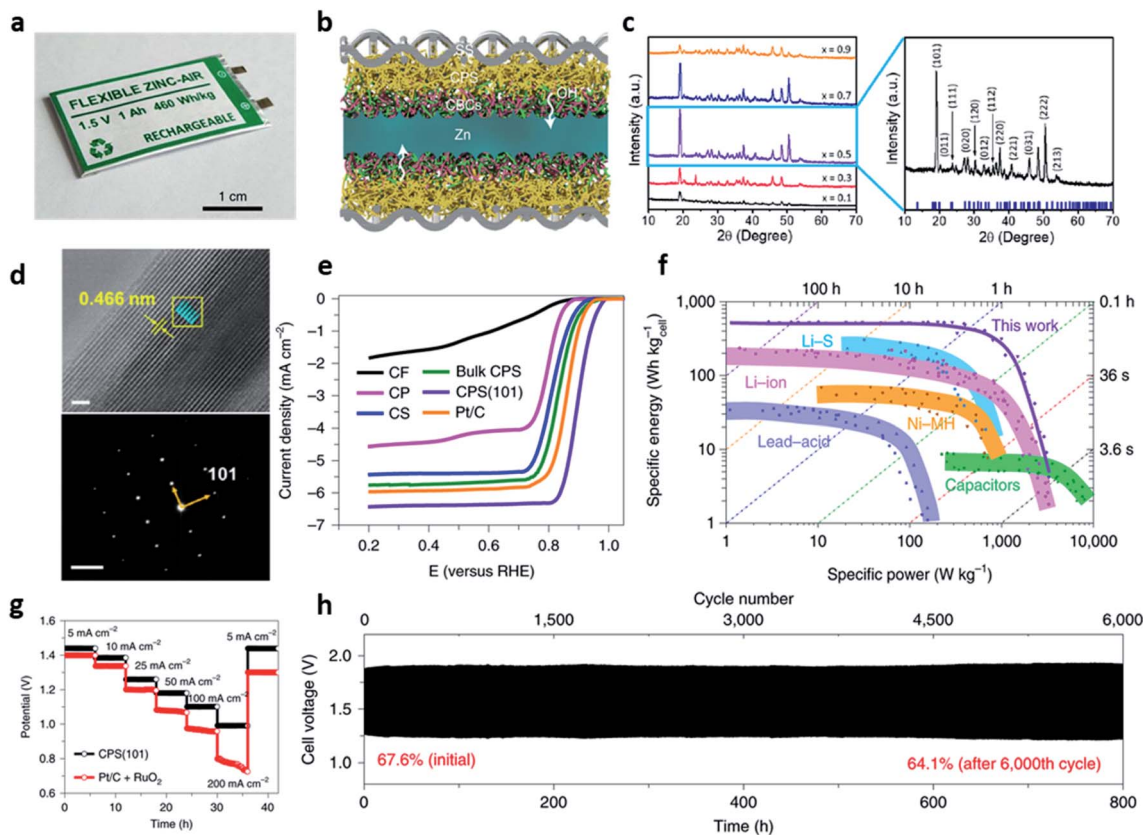 a
FLEXIBLE ZINC-AIR
1.5 V 1 Ah 460 Wh/kg
RECHARGEABLE
1 cm
b
CPS
CBCs
OH⁻
Zn
c
Intensity (a.u.)
x = 0.9
x = 0.7
x = 0.5
x = 0.3
x = 0.1
10 20 30 40 50 60 70
2θ (Degree)
Intensity (a.u.)
(101)
(011)
(111)
(020)
(120)
(012)
(112)
(220)
(221)
(031)
(222)
(213)
10 20 30 40 50 60 70
2θ (Degree)
d
0.466 nm
101
e
Current density (mA cm⁻²)
0
−1
−2
−3
−4
−5
−6
−7
CF
CP
CS
Bulk CPS
CPS(101)
Pt/C
0.2 0.4 0.6 0.8 1.0
E (versus RHE)
f
100 h 10 h 1 h 0.1 h
36 s
3.6 s
Specific energy (Wh kg⁻¹cell)
1,000
100
10
1
This work
Li–S
Li–ion
Ni–MH
Lead–acid
Capacitors
1 10 100 1,000 10,000
Specific power (W kg⁻¹)
g
Potential (V)
1.6
1.4
1.2
1.0
0.8
0.6
5 mA cm⁻²
10 mA cm⁻²
25 mA cm⁻²
50 mA cm⁻²
100 mA cm⁻²
200 mA cm⁻²
5 mA cm⁻²
CPS(101)
Pt/C + RuO₂
0 10 20 30 40
Time (h)
h
Cycle number
0 1,500 3,000 4,500 6,000
Cell voltage (V)
2.0
1.5
1.0
67.6% (initial)
64.1% (after 6,000th cycle)
0 200 400 600 800
Time (h)